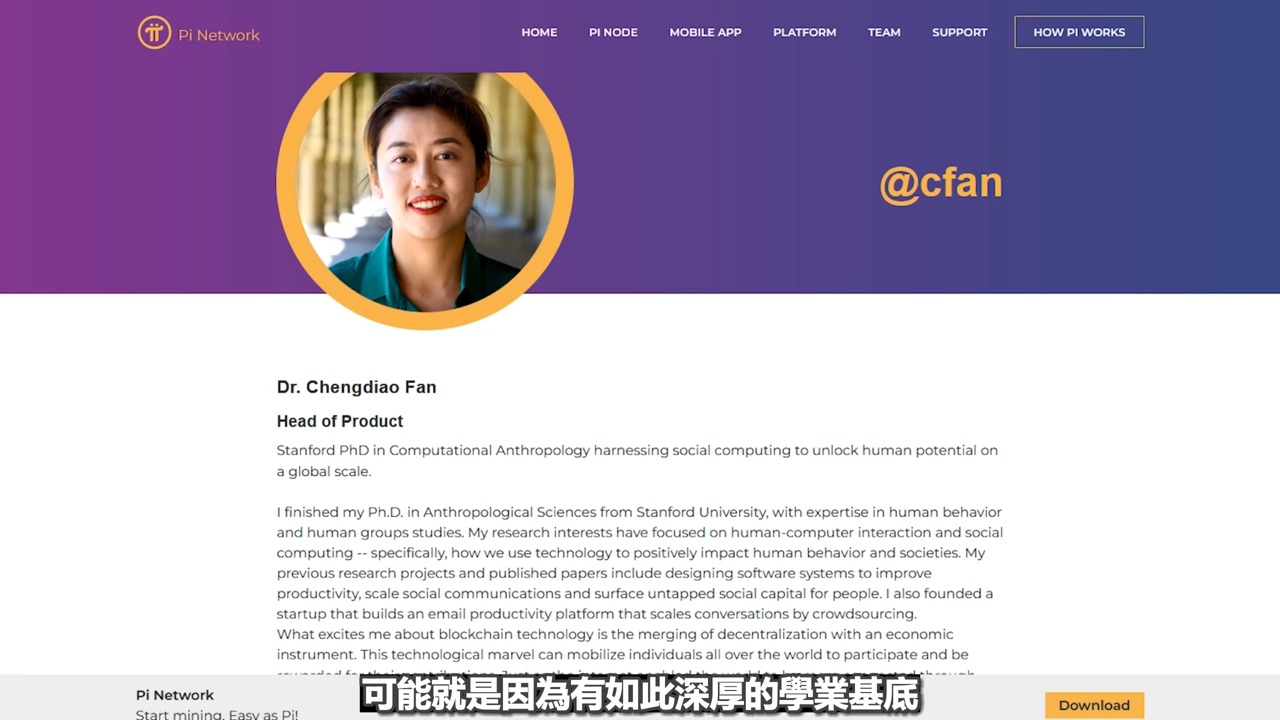 Pi Network
HOME PI NODE MOBILE APP PLATFORM TEAM SUPPORT HOW PI WORKS
@cfan
Dr. Chengdiao Fan
Head of Product
Stanford PhD in Computational Anthropology harnessing social computing to unlock human potential on
a global scale.
I finished my Ph.D. in Anthropological Sciences from Stanford University, with expertise in human behavior
and human groups studies. My research interests have focused on human-computer interaction and social
computing -- specifically, how we use technology to positively impact human behavior and societies. My
previous research projects and published papers include designing software systems to improve
productivity, scale social communications and surface untapped social capital for people. I also founded a
startup that builds an email productivity platform that scales conversations by crowdsourcing.
What excites me about blockchain technology is the merging of decentralization with an economic
instrument. This technological marvel can mobilize individuals all over the world to participate and be
Pi Network
Start mining. Easy as Pi!
可能就是因為有如此深厚的學業基底
Download